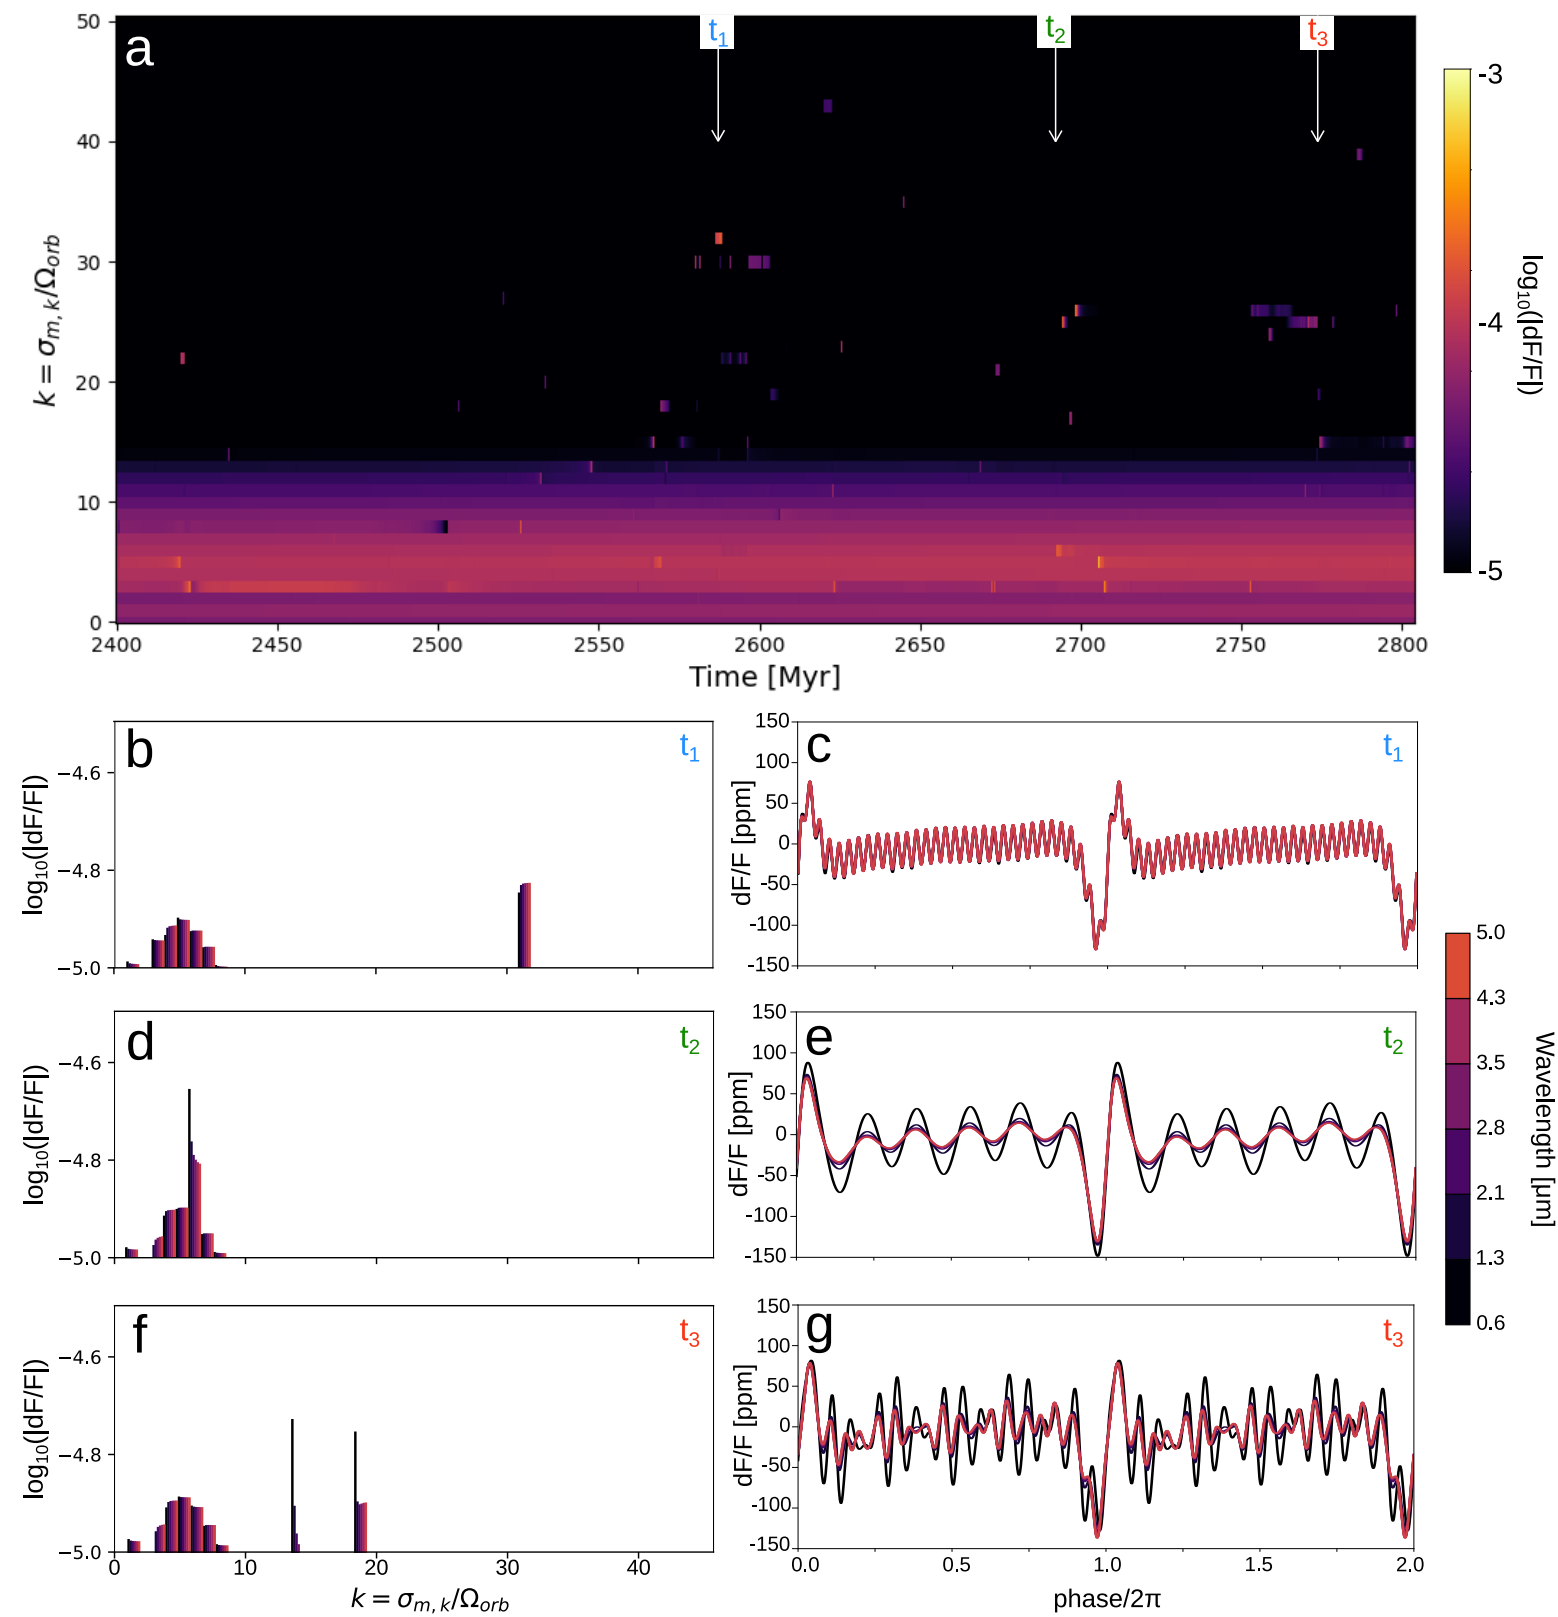 a
t1
t2
t3
50
40
30
20
10
0
k = σm,k/Ωorb
2400
2450
2500
2550
2600
2650
2700
2750
2800
Time [Myr]
-3
-4
-5
log10(|dF/F|)
b
t1
−4.6
−4.8
−5.0
log10(|dF/F|)
c
t1
150
100
50
0
-50
-100
-150
dF/F [ppm]
d
t2
−4.6
−4.8
−5.0
log10(|dF/F|)
e
t2
150
100
50
0
-50
-100
-150
dF/F [ppm]
5.0
4.3
3.5
2.8
2.1
1.3
0.6
Wavelength [μm]
f
t3
−4.6
−4.8
−5.0
log10(|dF/F|)
0
10
20
30
40
k = σm,k/Ωorb
g
t3
150
100
50
0
-50
-100
-150
dF/F [ppm]
0.0
0.5
1.0
1.5
2.0
phase/2π